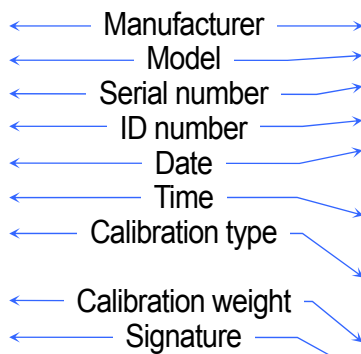 Manufacturer
Model
Serial number
ID number
Date
Time
Calibration type
Calibration weight
Signature